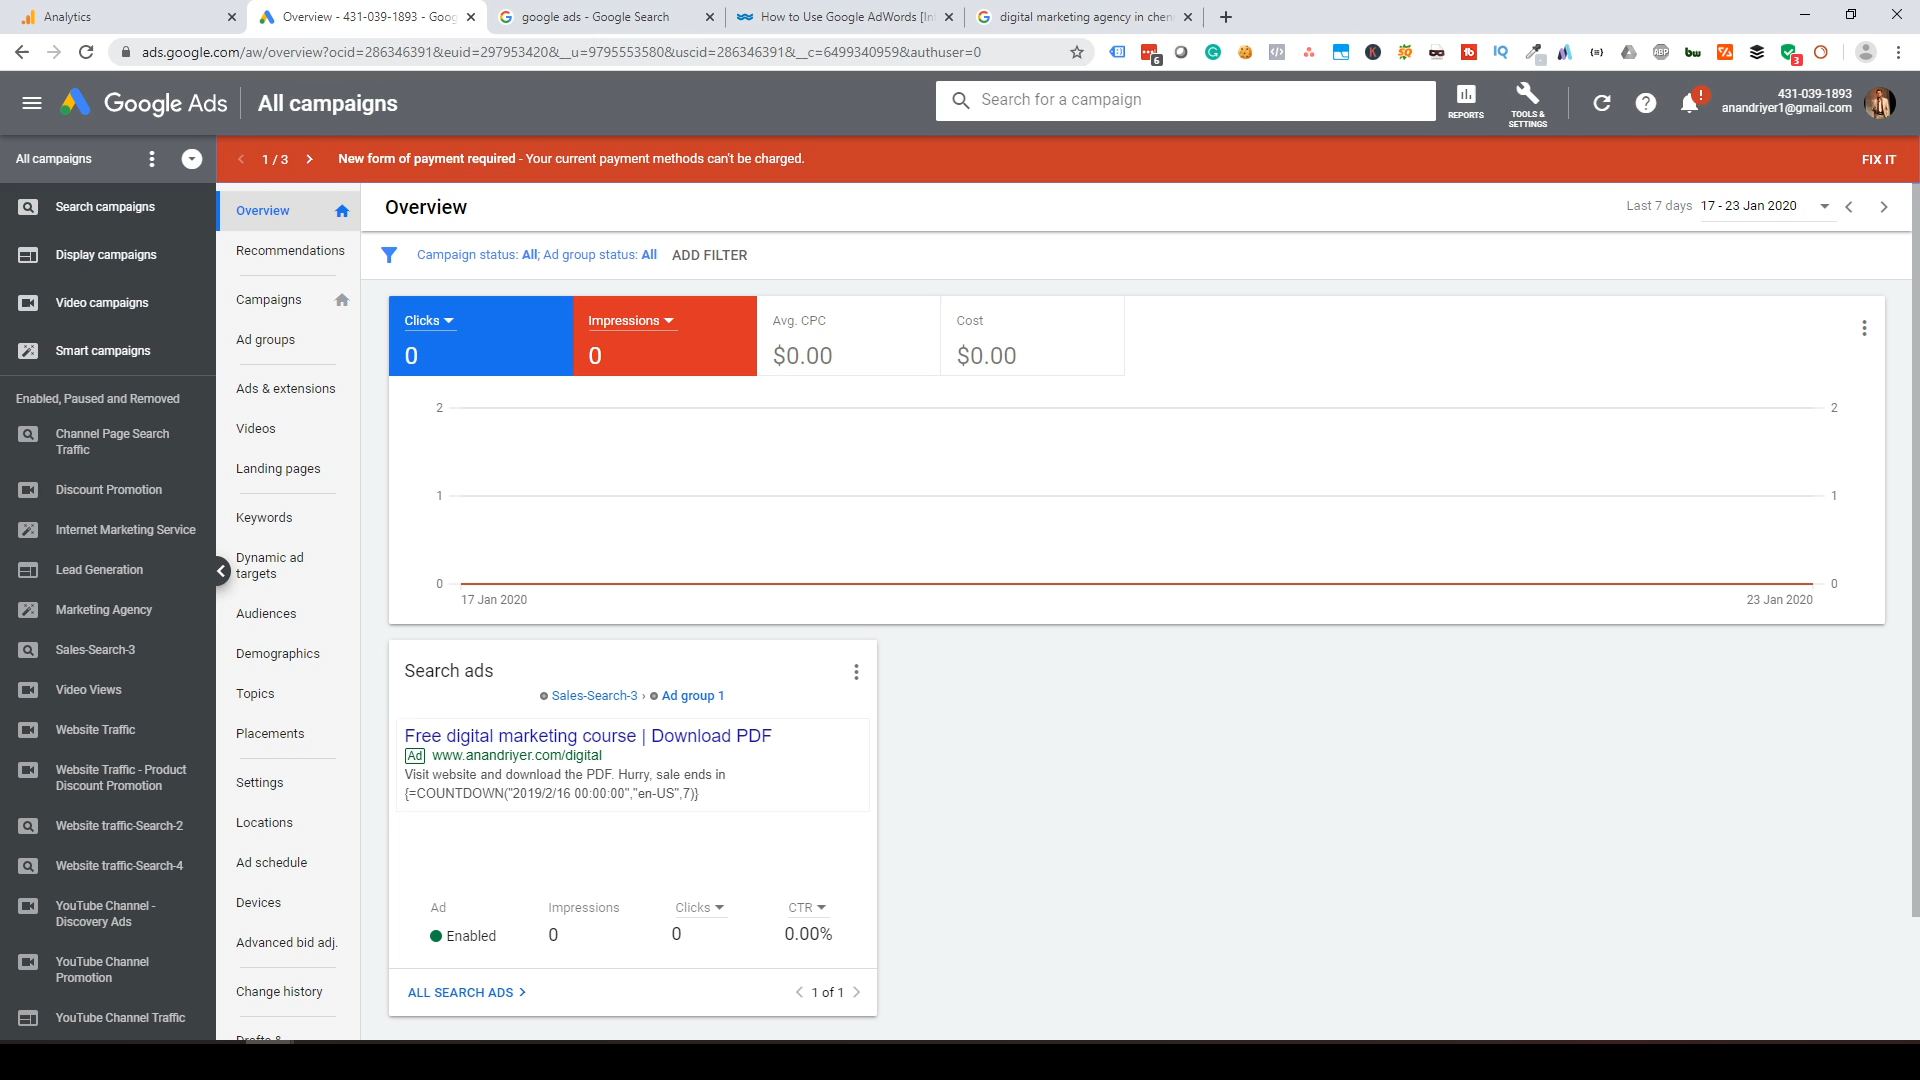 Analytics
Overview - 431-039-1893 - Goog
google ads - Google Search
How to Use Google AdWords [In
digital marketing agency in chen
ads.google.com/aw/overview?ocid=286346391&euid=297953420&__u=9795553580&uscid=286346391&__c=6499340959&authuser=0
Google Ads
All campaigns
Search for a campaign
REPORTS
TOOLS &
SETTINGS
431-039-1893
anandriyer1@gmail.com
All campaigns
1 / 3
New form of payment required - Your current payment methods can't be charged.
FIX IT
Search campaigns
Display campaigns
Video campaigns
Smart campaigns
Enabled, Paused and Removed
Channel Page Search
Traffic
Discount Promotion
Internet Marketing Service
Lead Generation
Marketing Agency
Sales-Search-3
Video Views
Website Traffic
Website Traffic - Product
Discount Promotion
Website traffic-Search-2
Website traffic-Search-4
YouTube Channel -
Discovery Ads
YouTube Channel
Promotion
YouTube Channel Traffic
Overview
Recommendations
Campaigns
Ad groups
Ads & extensions
Videos
Landing pages
Keywords
Dynamic ad
targets
Audiences
Demographics
Topics
Placements
Settings
Locations
Ad schedule
Devices
Advanced bid adj.
Change history
Drafts &
Overview
Last 7 days 17 - 23 Jan 2020
Campaign status: All; Ad group status: All ADD FILTER
Clicks
0
Impressions
0
Avg. CPC
$0.00
Cost
$0.00
2
2
1
1
0
0
17 Jan 2020
23 Jan 2020
Search ads
Sales-Search-3 › Ad group 1
Free digital marketing course | Download PDF
Ad www.anandriyer.com/digital
Visit website and download the PDF. Hurry, sale ends in
{=COUNTDOWN("2019/2/16 00:00:00","en-US",7)}
Ad Impressions Clicks CTR
Enabled 0 0 0.00%
ALL SEARCH ADS
1 of 1